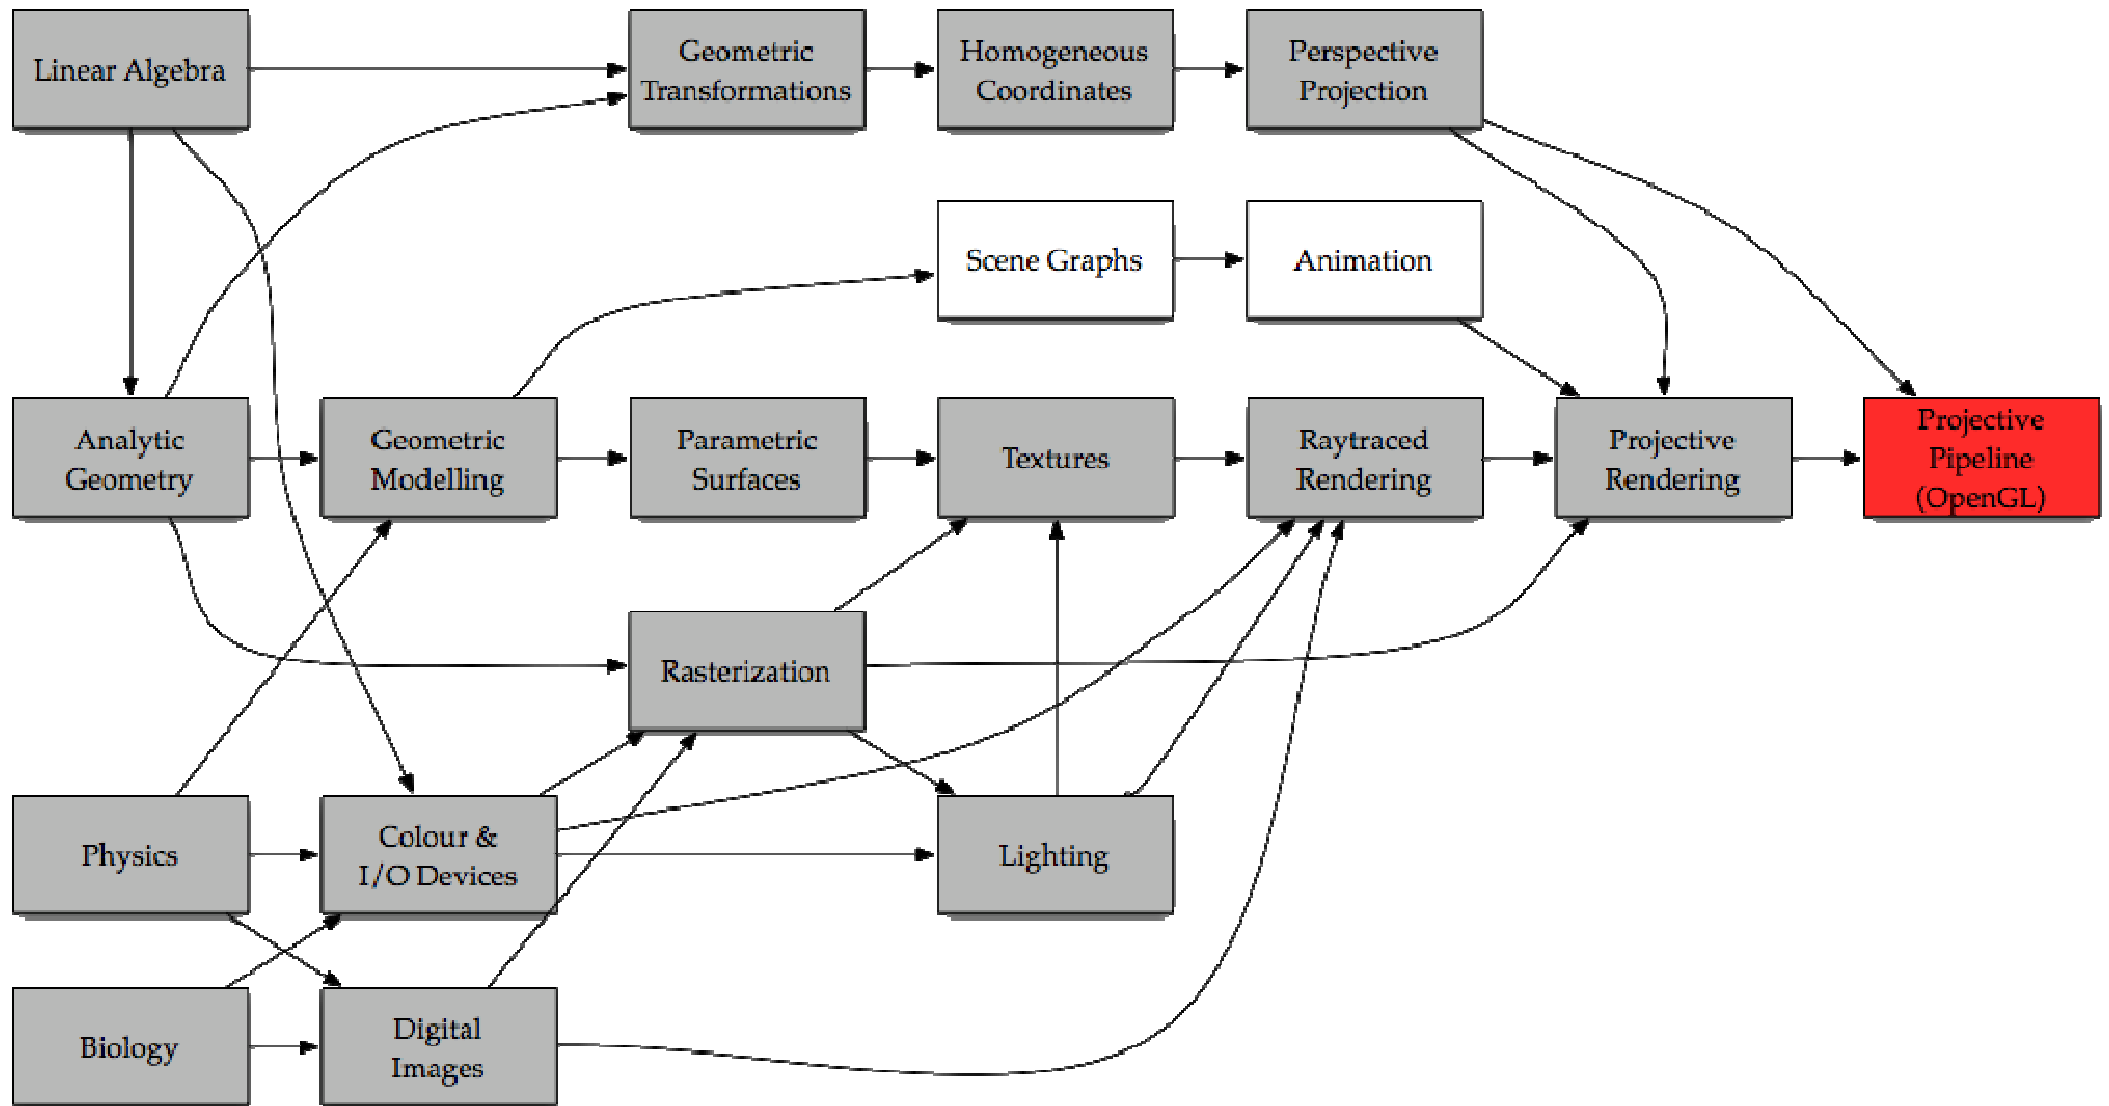 Linear Algebra
Geometric
Transformations
Homogeneous
Coordinates
Perspective
Projection
Scene Graphs
Animation
Analytic
Geometry
Geometric
Modelling
Parametric
Surfaces
Textures
Raytraced
Rendering
Projective
Rendering
Projective
Pipeline
(OpenGL)
Rasterization
Physics
Colour &
I/O Devices
Lighting
Biology
Digital
Images